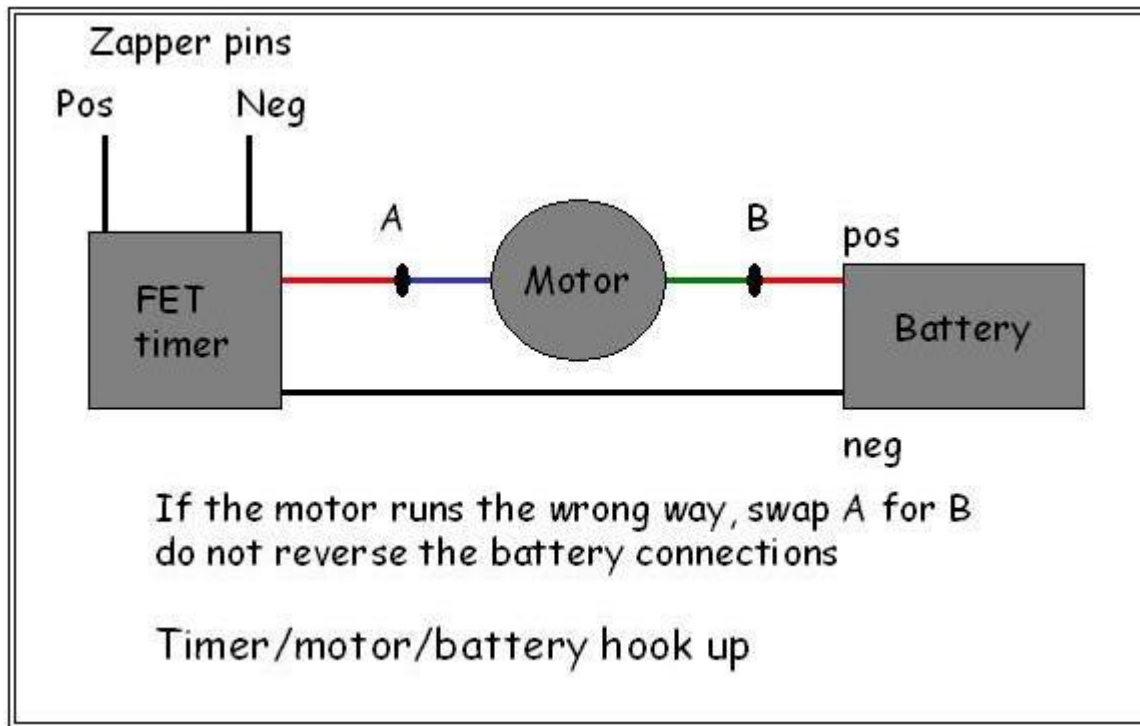 Zapper pins
Pos Neg
A B
pos
FET
timer
Motor
Battery
neg
If the motor runs the wrong way, swap A for B
do not reverse the battery connections
Timer/motor/battery hook up